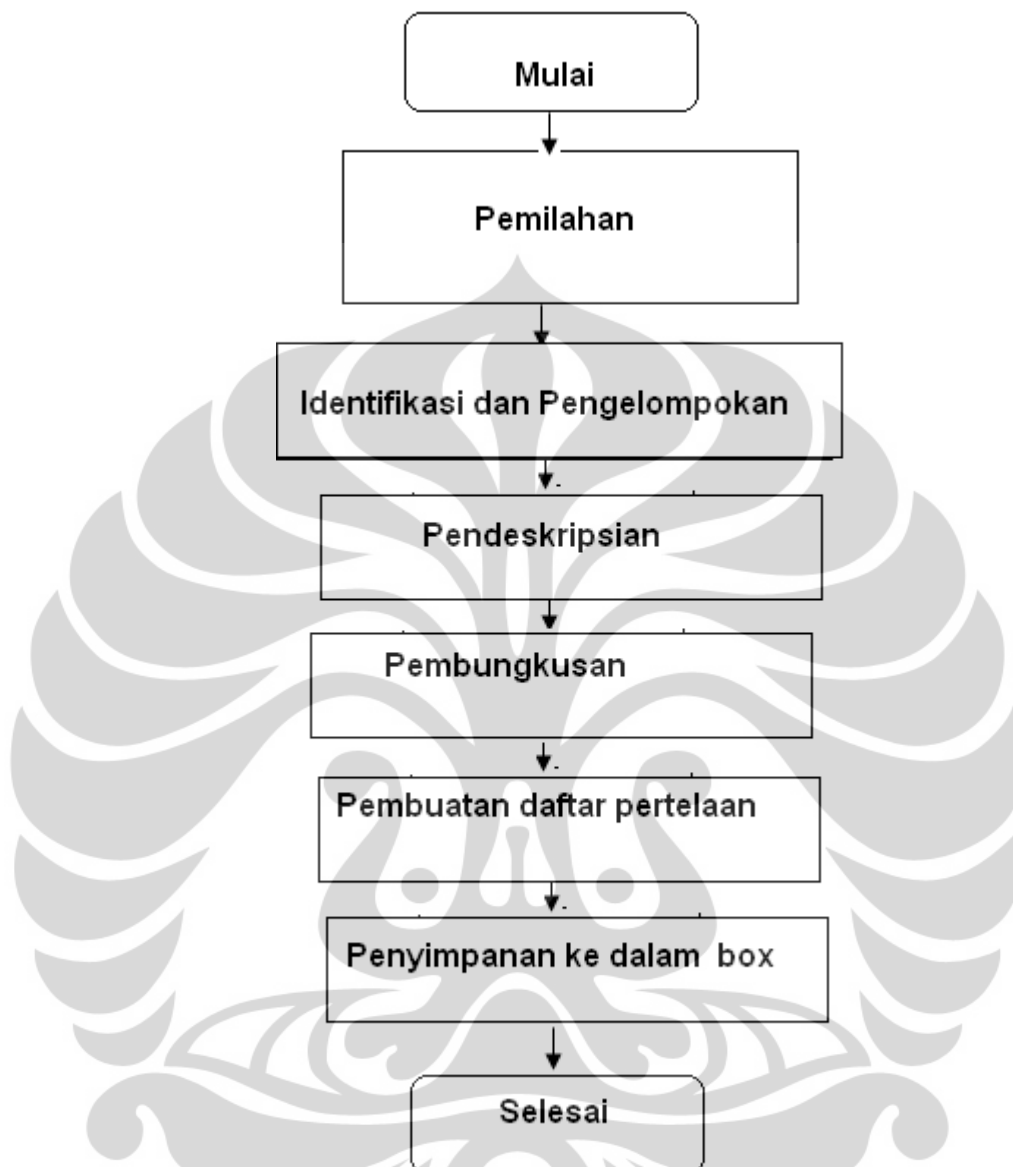 Mulai
Pemilahan
Identifikasi dan Pengelompokan
Pendeskripsian
Pembungkusan
Pembuatan daftar pertelaan
Penyimpanan ke dalam box
Selesai